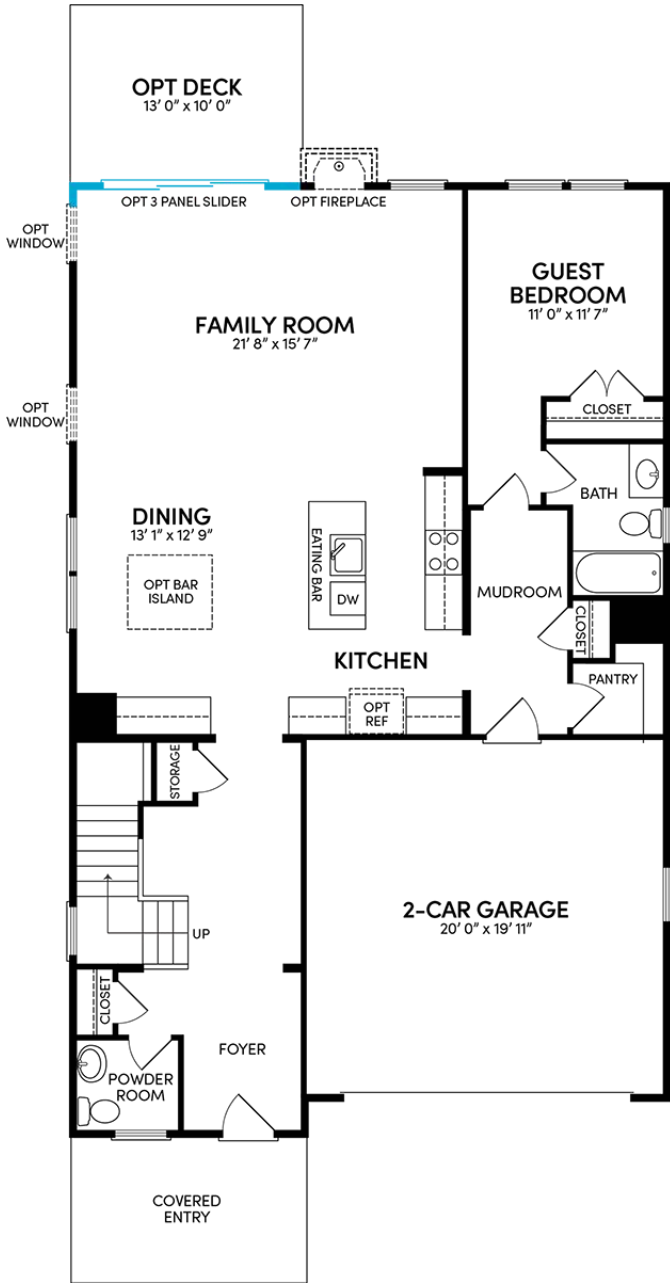 OPT DECK
13' 0" x 10' 0"
OPT 3 PANEL SLIDER
OPT FIREPLACE
OPT
WINDOW
FAMILY ROOM
21' 8" x 15' 7"
GUEST
BEDROOM
11' 0" x 11' 7"
CLOSET
OPT
WINDOW
BATH
DINING
13' 1" x 12' 9"
OPT BAR
ISLAND
EATING BAR
DW
MUDROOM
CLOSET
KITCHEN
PANTRY
OPT
REF
STORAGE
2-CAR GARAGE
20' 0" x 19' 11"
UP
CLOSET
FOYER
POWDER
ROOM
COVERED
ENTRY